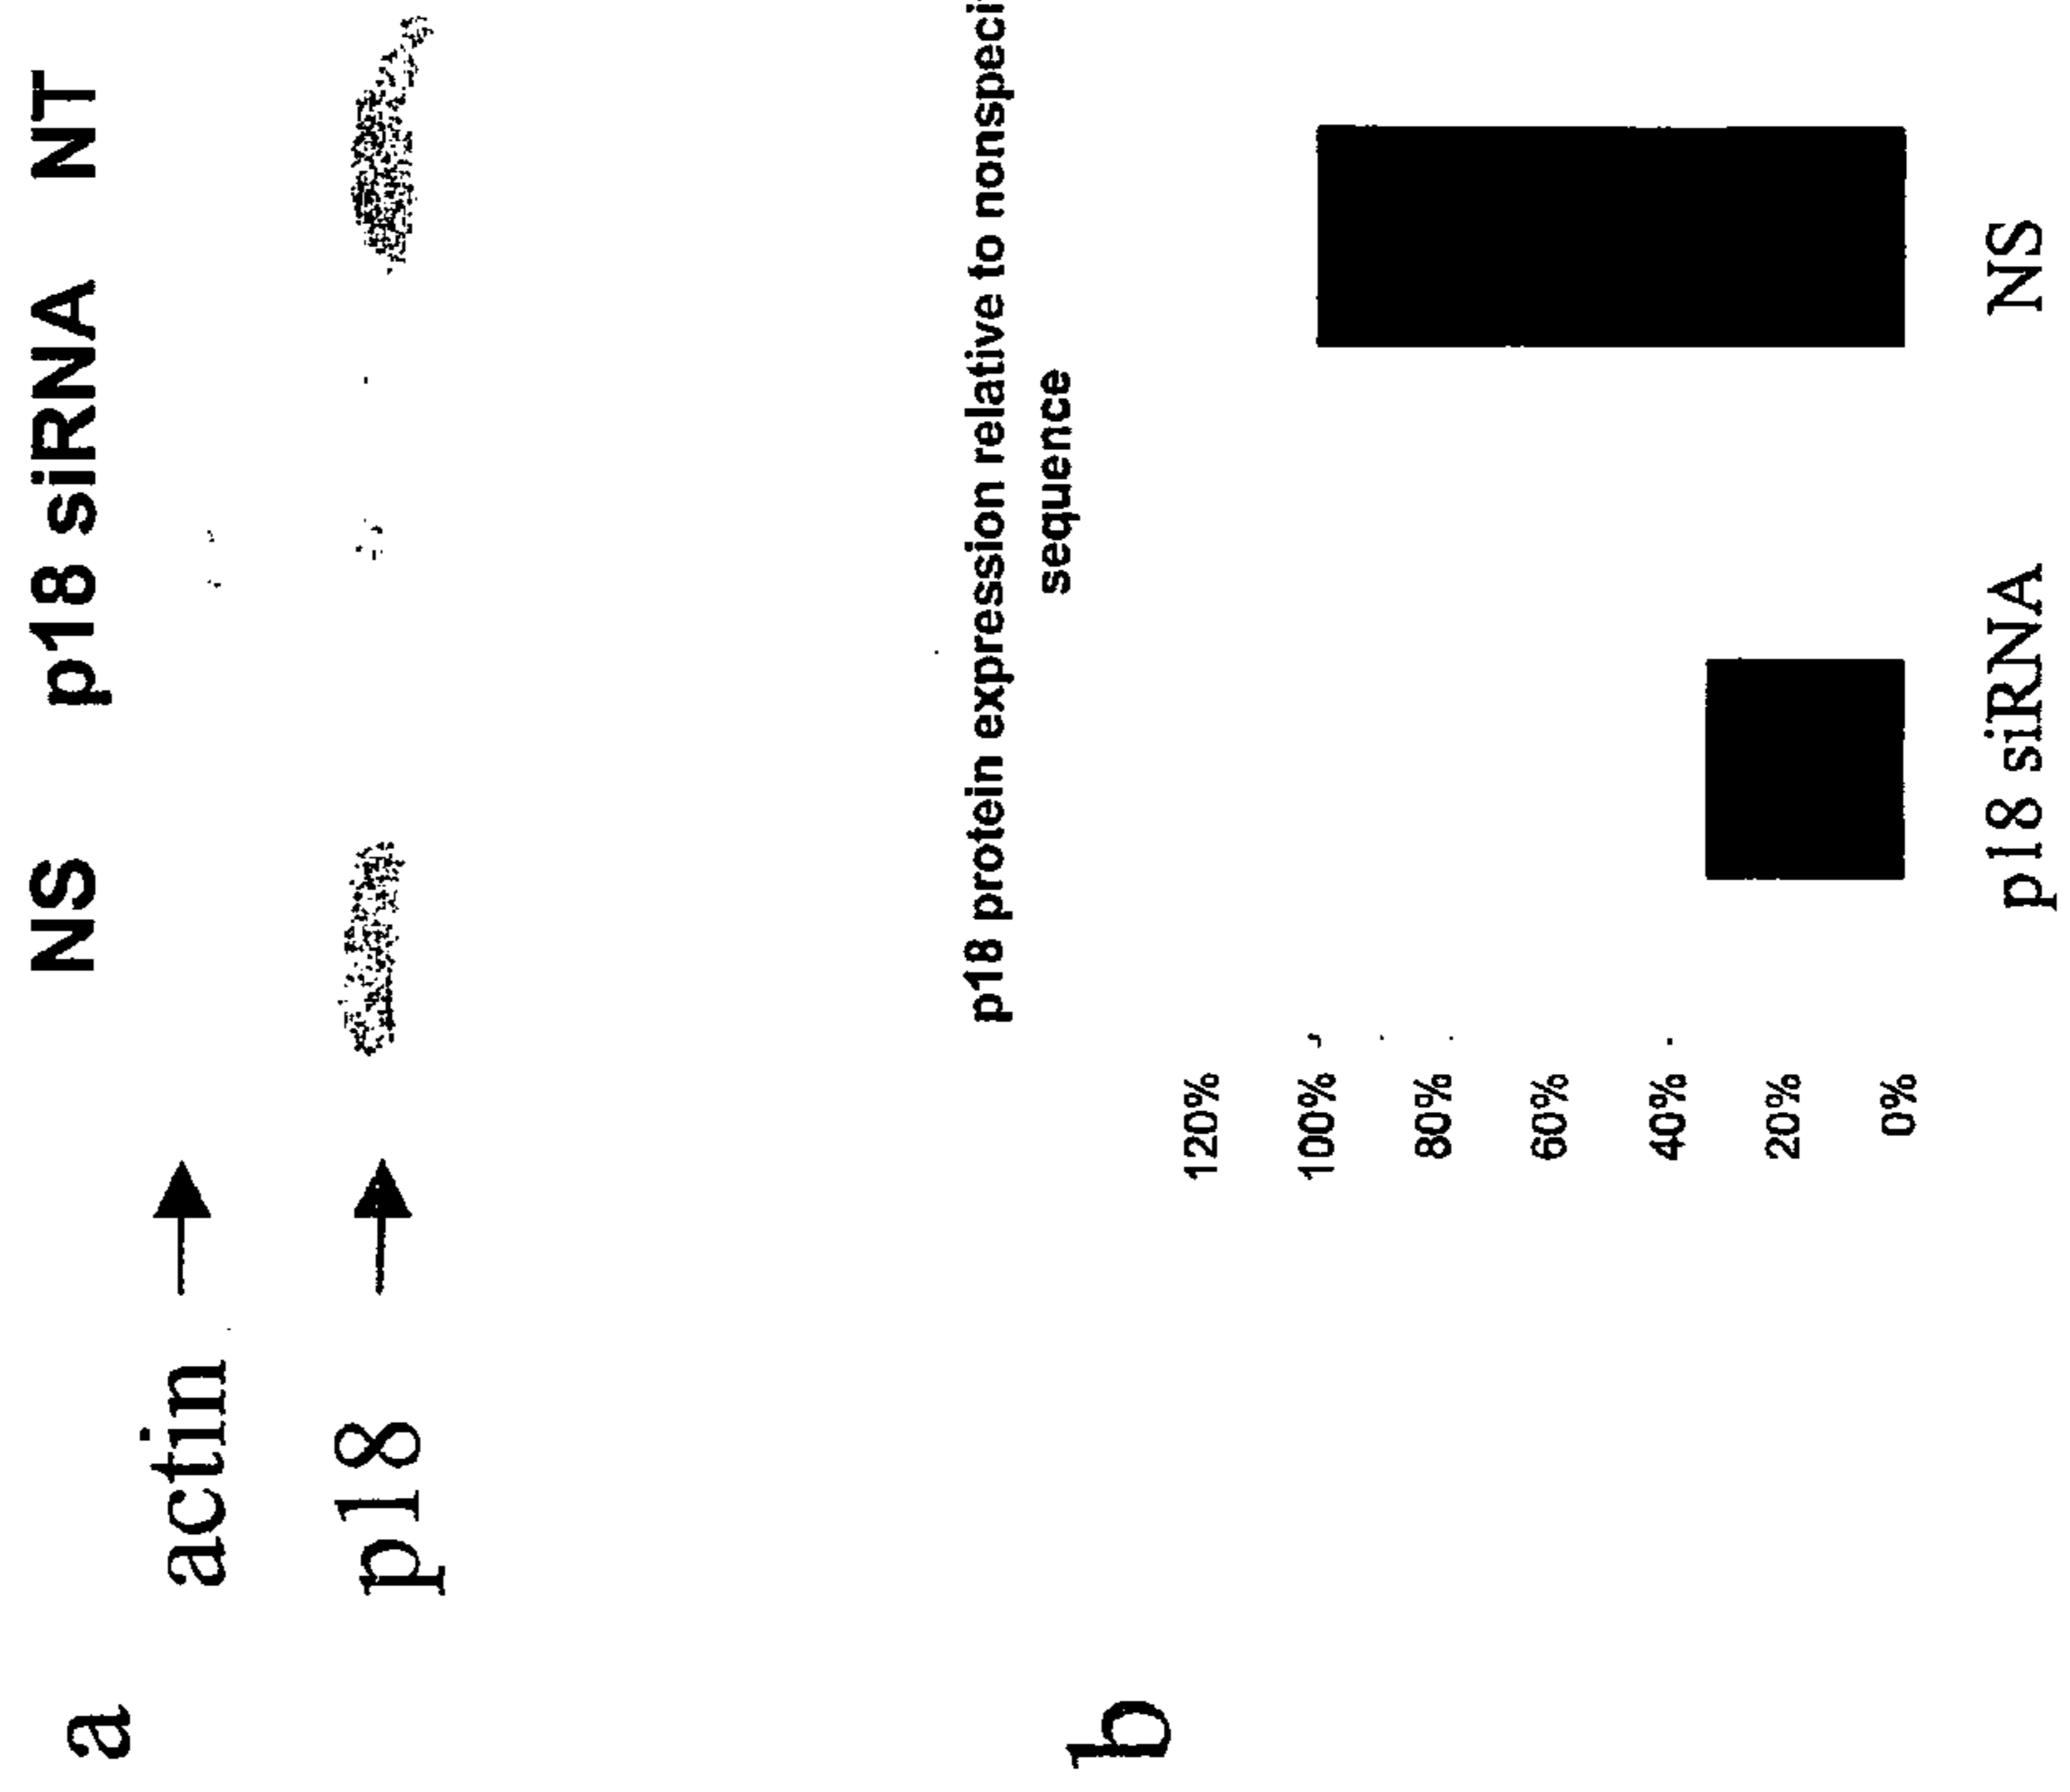 a
NS p18 siRNA NT
actin
p18
b
p18 protein expression relative to nonspeci
sequence
120%
100%
80%
60%
40%
20%
0%
p18 siRNA NS